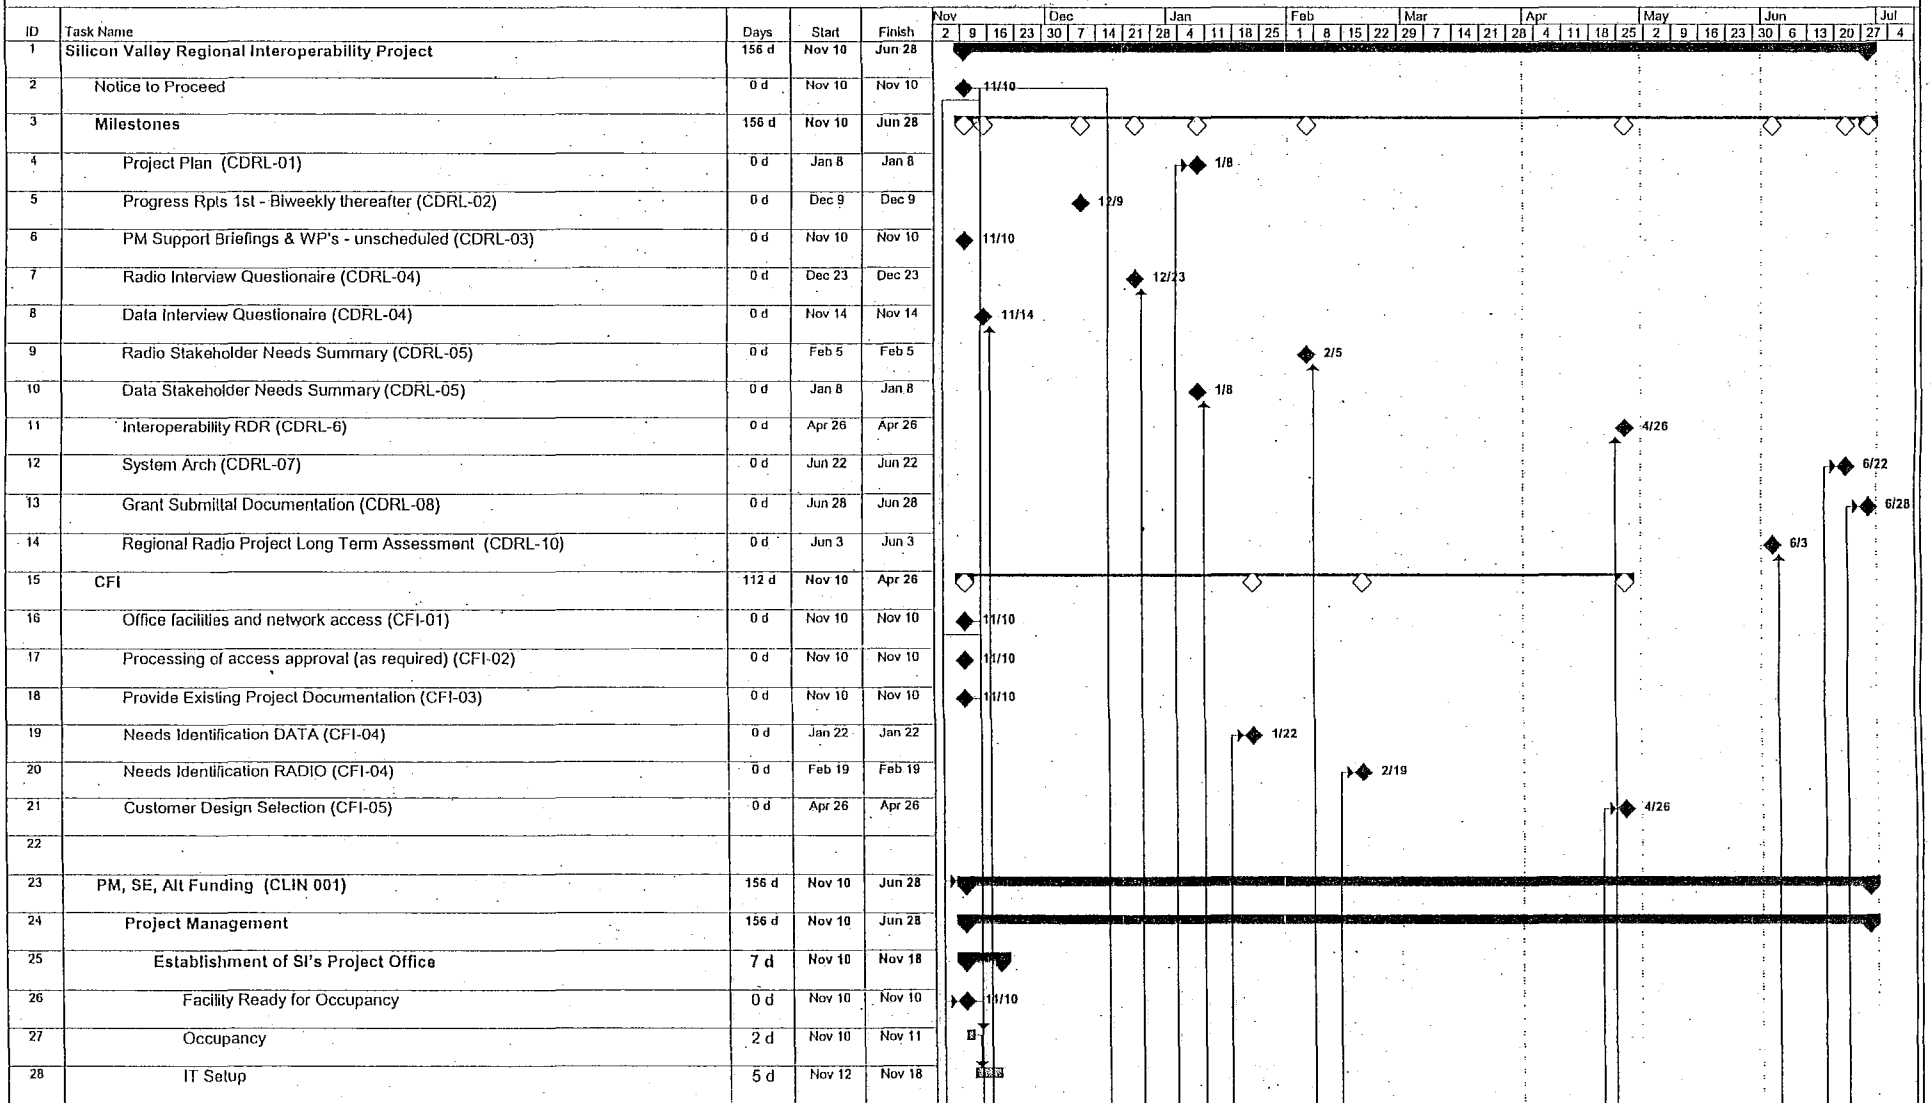 Nov Dec Jan Feb Mar Apr May Jun Jul
ID Task Name Days Start Finish 2 9 16 23 30 7 14 21 28 4 11 18 25 1 8 15 22 29 7 14 21 28 4 11 18 25 2 9 16 23 30 6 13 20 27 4
1 Silicon Valley Regional Interoperability Project 156 d Nov 10 Jun 28
2 Notice to Proceed 0 d Nov 10 Nov 10 11/10
3 Milestones 156 d Nov 10 Jun 28
4 Project Plan (CDRL-01) 0 d Jan 8 Jan 8 1/8
5 Progress Rpts 1st - Biweekly thereafter (CDRL-02) 0 d Dec 9 Dec 9 12/9
6 PM Support Briefings & WP's - unscheduled (CDRL-03) 0 d Nov 10 Nov 10 11/10
7 Radio Interview Questionaire (CDRL-04) 0 d Dec 23 Dec 23 12/23
8 Data Interview Questionaire (CDRL-04) 0 d Nov 14 Nov 14 11/14
9 Radio Stakeholder Needs Summary (CDRL-05) 0 d Feb 5 Feb 5 2/5
10 Data Stakeholder Needs Summary (CDRL-05) 0 d Jan 8 Jan 8 1/8
11 Interoperability RDR (CDRL-6) 0 d Apr 26 Apr 26 4/26
12 System Arch (CDRL-07) 0 d Jun 22 Jun 22 6/22
13 Grant Submittal Documentation (CDRL-08) 0 d Jun 28 Jun 28 6/28
14 Regional Radio Project Long Term Assessment (CDRL-10) 0 d Jun 3 Jun 3 6/3
15 CFI 112 d Nov 10 Apr 26
16 Office facilities and network access (CFI-01) 0 d Nov 10 Nov 10 11/10
17 Processing of access approval (as required) (CFI-02) 0 d Nov 10 Nov 10 11/10
18 Provide Existing Project Documentation (CFI-03) 0 d Nov 10 Nov 10 11/10
19 Needs Identification DATA (CFI-04) 0 d Jan 22 Jan 22 1/22
20 Needs Identification RADIO (CFI-04) 0 d Feb 19 Feb 19 2/19
21 Customer Design Selection (CFI-05) 0 d Apr 26 Apr 26 4/26
22
23 PM, SE, Alt Funding (CLIN 001) 156 d Nov 10 Jun 28
24 Project Management 156 d Nov 10 Jun 28
25 Establishment of SI's Project Office 7 d Nov 10 Nov 18
26 Facility Ready for Occupancy 0 d Nov 10 Nov 10 11/10
27 Occupancy 2 d Nov 10 Nov 11
28 IT Setup 5 d Nov 12 Nov 18